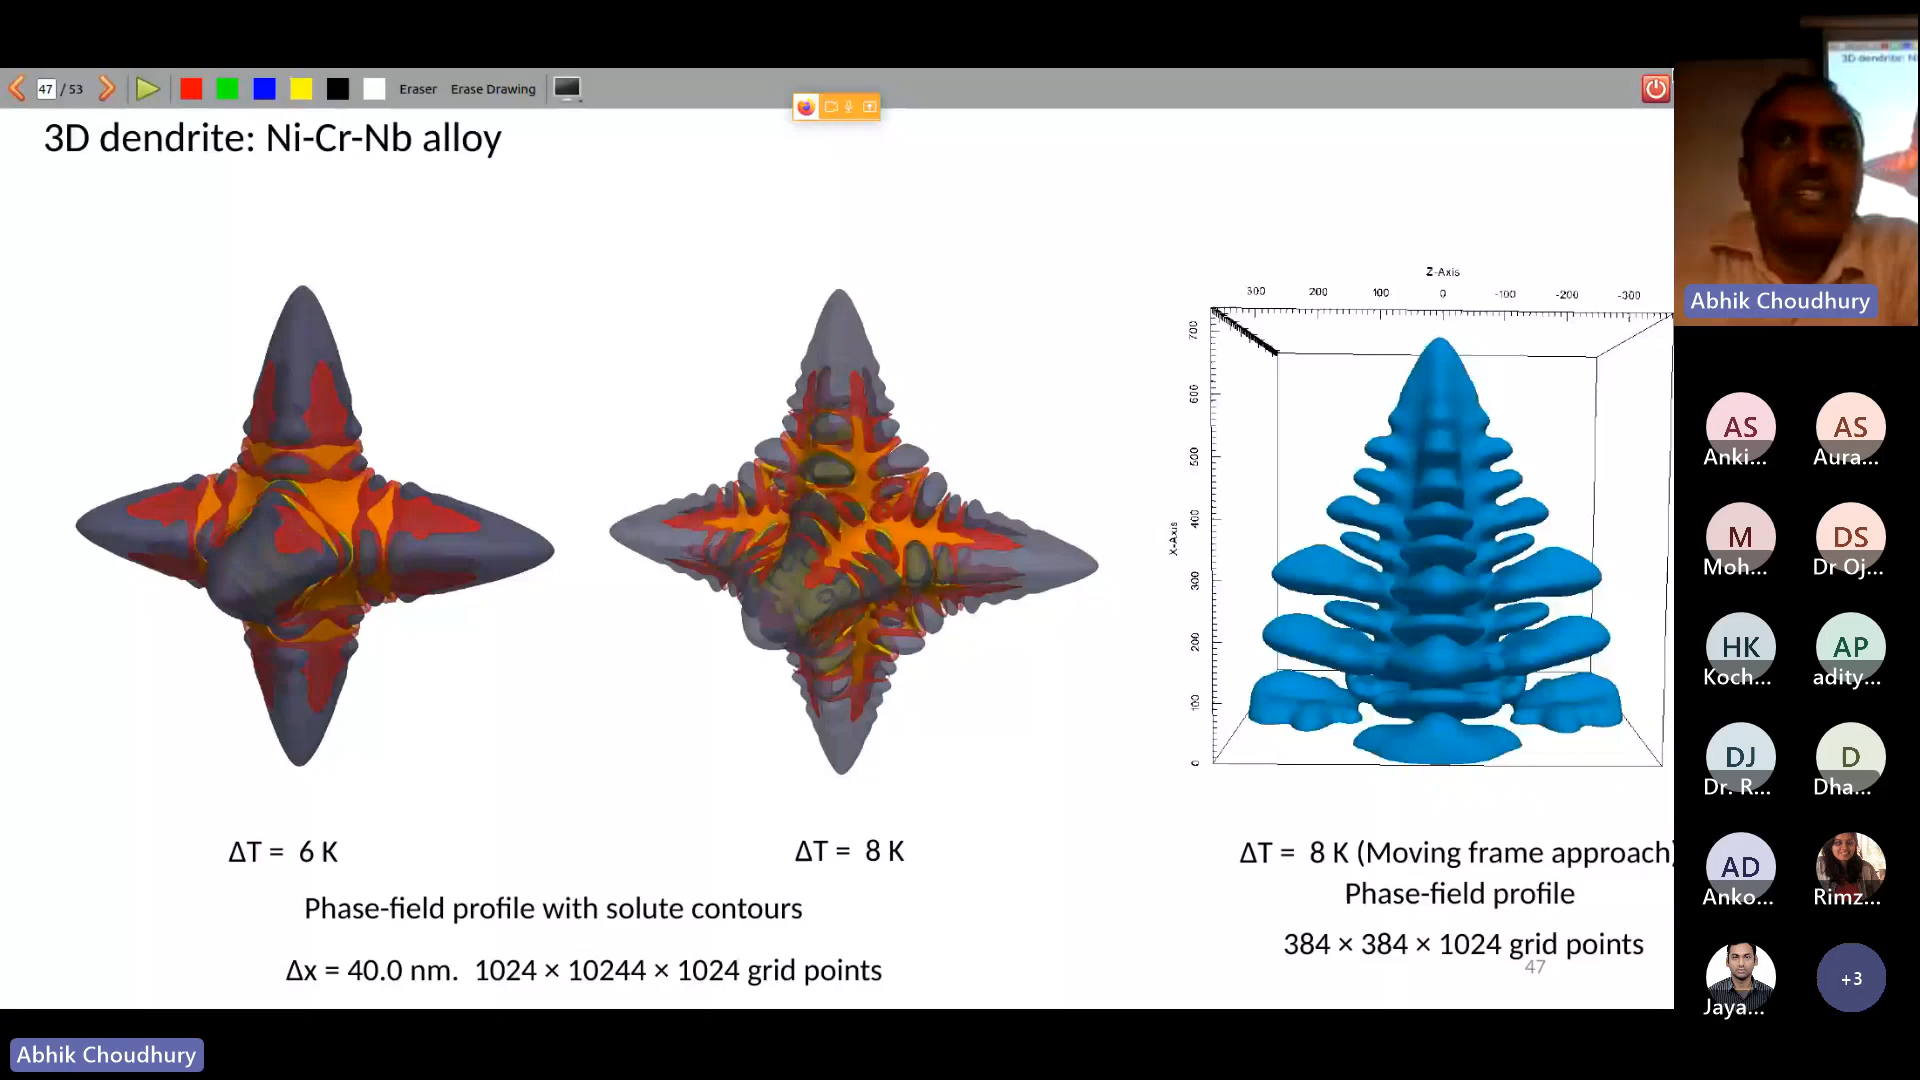 47 / 53 Eraser Erase Drawing
3D dendrite: Ni-Cr-Nb alloy
Z-Axis
300 200 100 0 -100 -200 -300
700
600
500
400
300
200
100
0
X-Axis
ΔT = 6 K
ΔT = 8 K
ΔT = 8 K (Moving frame approach)
Phase-field profile with solute contours
Phase-field profile
Δx = 40.0 nm. 1024 × 10244 × 1024 grid points
384 × 384 × 1024 grid points
47
3D dendrite: Ni
Abhik Choudhury
AS AS
Anki... Aura...
M DS
Moh... Dr Oj...
HK AP
Koch... adity...
DJ D
Dr. R... Dha...
AD
Anko... Rimz...
Jaya... +3
Abhik Choudhury